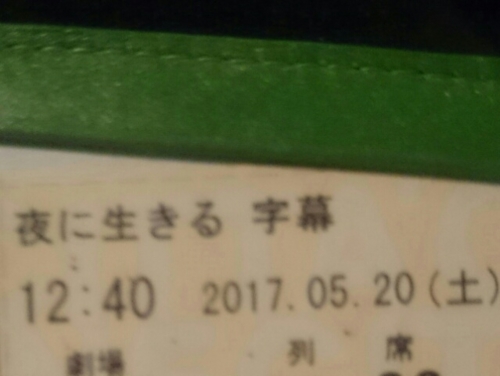 夜に生きる 字幕
12:40 2017.05.20(土)
劇場 列 席